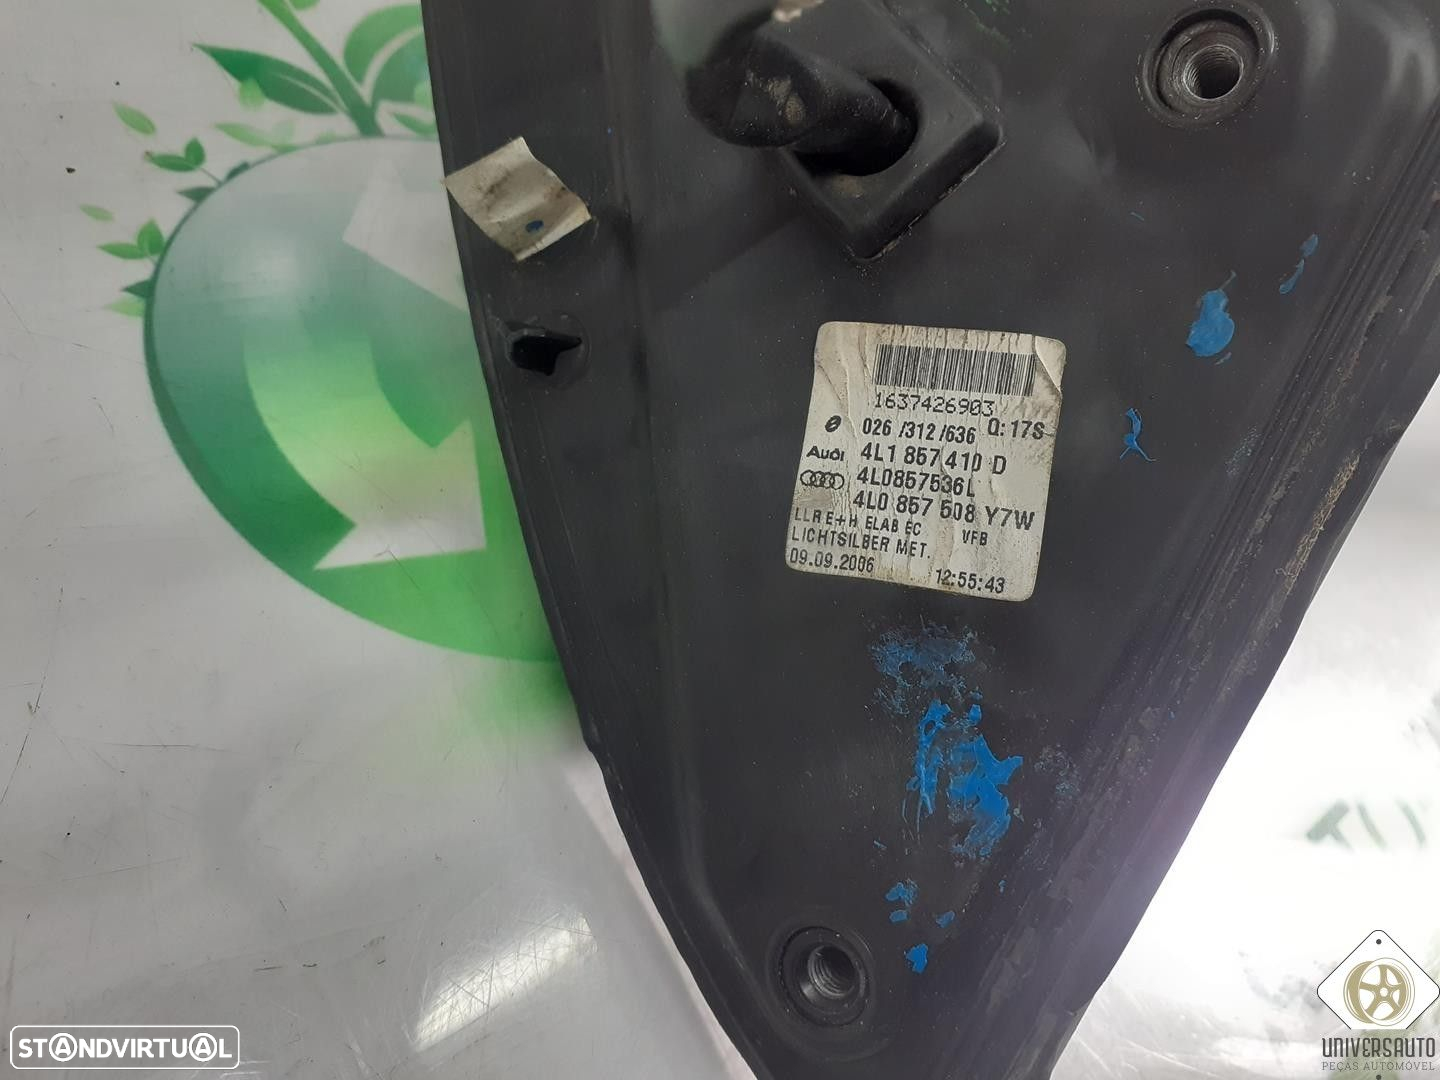 1637426903
026 /312 /636 Q: 17S
Audi 4L1 857 410 D
4L0857536L
4L0 857 508 Y7W
LLRE+H ELAB EC VFB
LICHTSILBER MET.
09.09.2006 12:55:43
STANDVIRTUAL
UNIVERSAUTO
PEÇAS AUTOMÓVEL